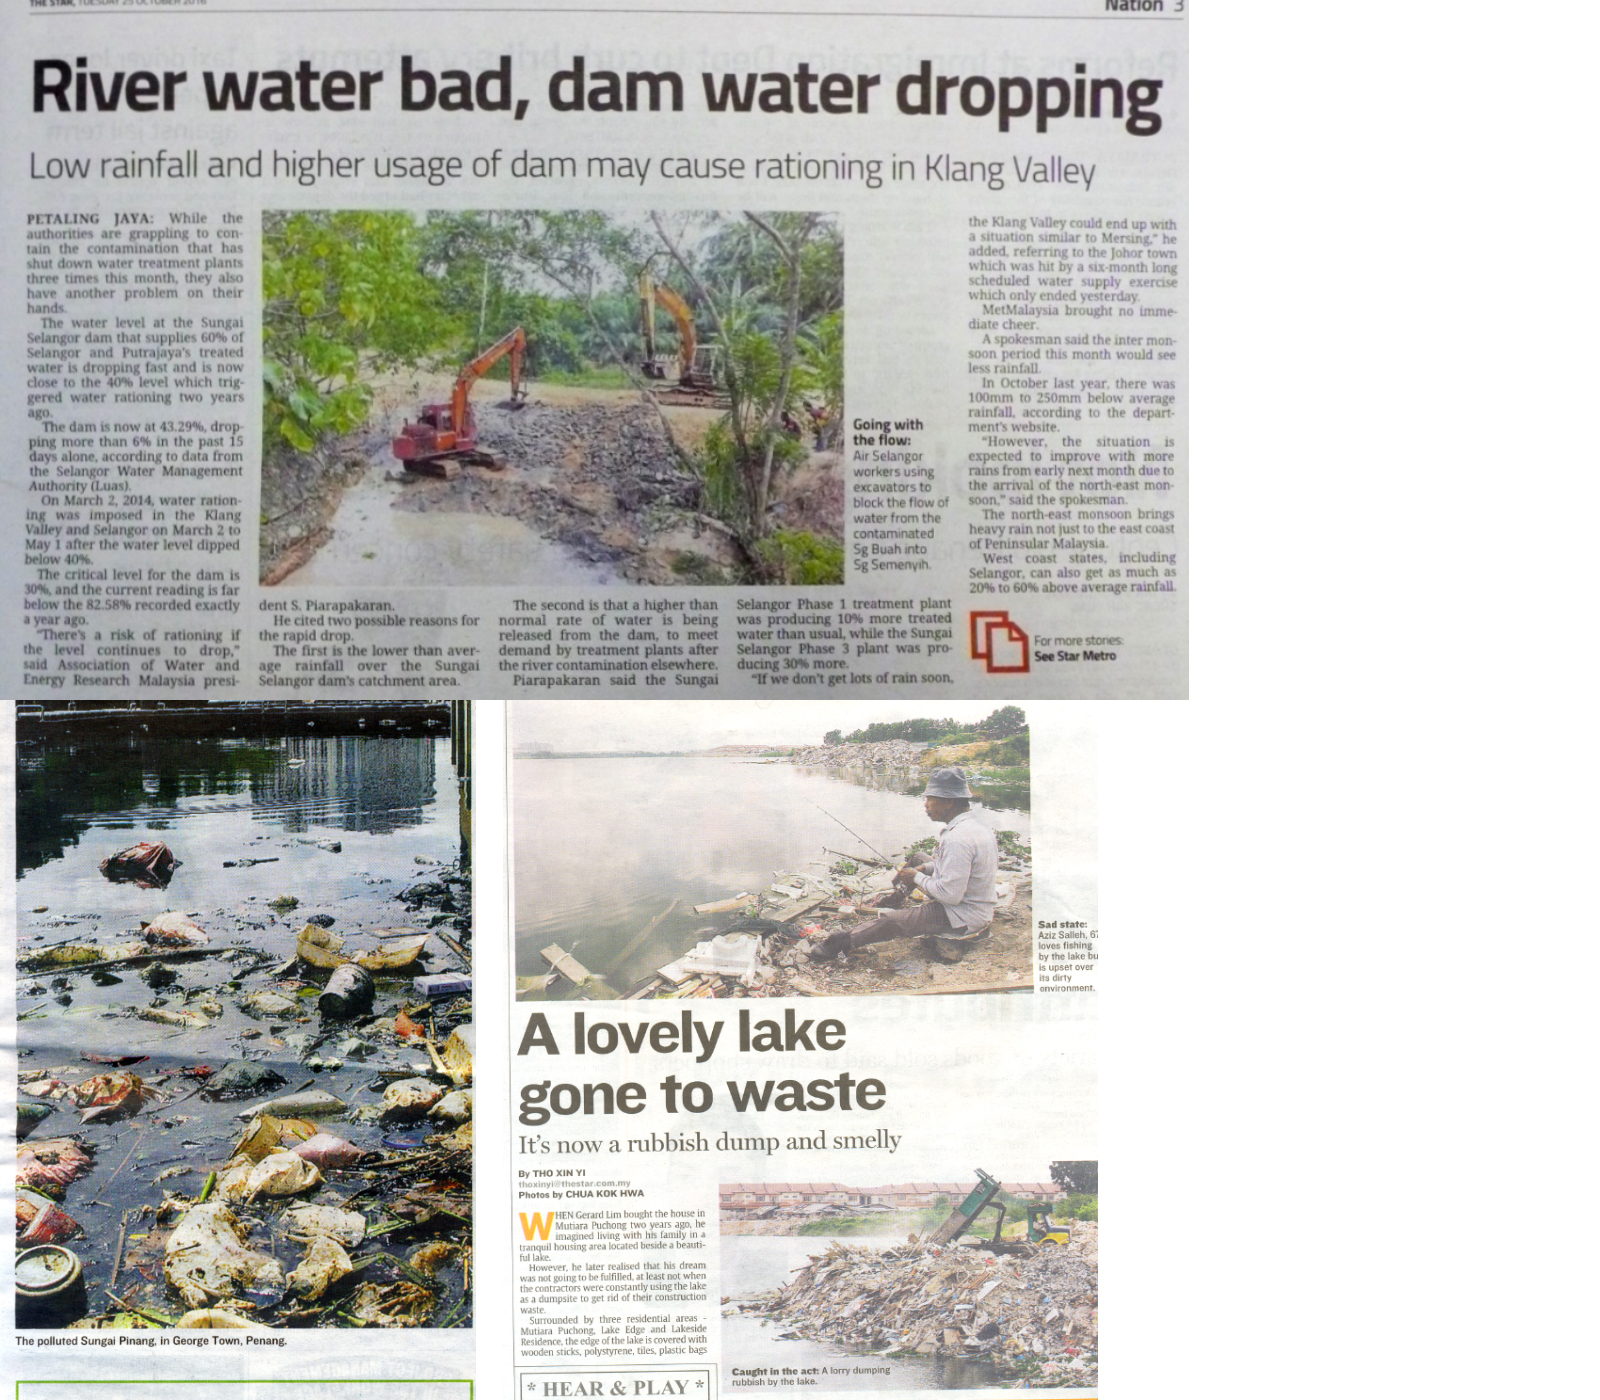 THE STAR, TUESDAY 25 OCTOBER 2016
Nation 3
River water bad, dam water dropping
Low rainfall and higher usage of dam may cause rationing in Klang Valley
PETALING JAYA: While the
authorities are grappling to con-
tain the contamination that has
shut down water treatment plants
three times this month, they also
have another problem on their
hands.
The water level at the Sungai
Selangor dam that supplies 60% of
Selangor and Putrajaya's treated
water is dropping fast and is now
close to the 40% level which trig-
gered water rationing two years
ago.
The dam is now at 43.29%, drop-
ping more than 6% in the past 15
days alone, according to data from
the Selangor Water Management
Authority (Luas).
On March 2, 2014, water ration-
ing was imposed in the Klang
Valley and Selangor on March 2 to
May 1 after the water level dipped
below 40%.
The critical level for the dam is
30%, and the current reading is far
below the 82.58% recorded exactly
a year ago.
"There's a risk of rationing if
the level continues to drop,"
said Association of Water and
Energy Research Malaysia presi-
dent S. Piarapakaran.
He cited two possible reasons for
the rapid drop.
The first is the lower than aver-
age rainfall over the Sungai
Selangor dam's catchment area.
The second is that a higher than
normal rate of water is being
released from the dam, to meet
demand by treatment plants after
the river contamination elsewhere.
Piarapakaran said the Sungai
Selangor Phase 1 treatment plant
was producing 10% more treated
water than usual, while the Sungai
Selangor Phase 3 plant was pro-
ducing 30% more.
"If we don't get lots of rain soon,
the Klang Valley could end up with
a situation similar to Mersing," he
added, referring to the Johor town
which was hit by a six-month long
scheduled water supply exercise
which only ended yesterday.
MetMalaysia brought no imme-
diate cheer.
A spokesman said the inter mon-
soon period this month would see
less rainfall.
In October last year, there was
100mm to 250mm below average
rainfall, according to the depart-
ment's website.
"However, the situation is
expected to improve with more
rains from early next month due to
the arrival of the north-east mon-
soon," said the spokesman.
The north-east monsoon brings
heavy rain not just to the east coast
of Peninsular Malaysia.
West coast states, including
Selangor, can also get as much as
20% to 60% above average rainfall.
Going with
the flow:
Air Selangor
workers using
excavators to
block the flow of
water from the
contaminated
Sg Buah into
Sg Semenyih.
For more stories:
See Star Metro
The polluted Sungai Pinang, in George Town, Penang.
Sad state:
Aziz Salleh, 67
loves fishing
by the lake bu
is upset over
its dirty
environment.
A lovely lake
gone to waste
It's now a rubbish dump and smelly
By THO XIN YI
thoxinyi@thestar.com.my
Photos by CHUA KOK HWA
WHEN Gerard Lim bought the house in
Mutiara Puchong two years ago, he
imagined living with his family in a
tranquil housing area located beside a beauti-
ful lake.
However, he later realised that his dream
was not going to be fulfilled, at least not when
the contractors were constantly using the lake
as a dumpsite to get rid of their construction
waste.
Surrounded by three residential areas -
Mutiara Puchong, Lake Edge and Lakeside
Residence, the edge of the lake is covered with
wooden sticks, polystyrene, tiles, plastic bags
Caught in the act: A lorry dumping
rubbish by the lake.
* HEAR & PLAY *